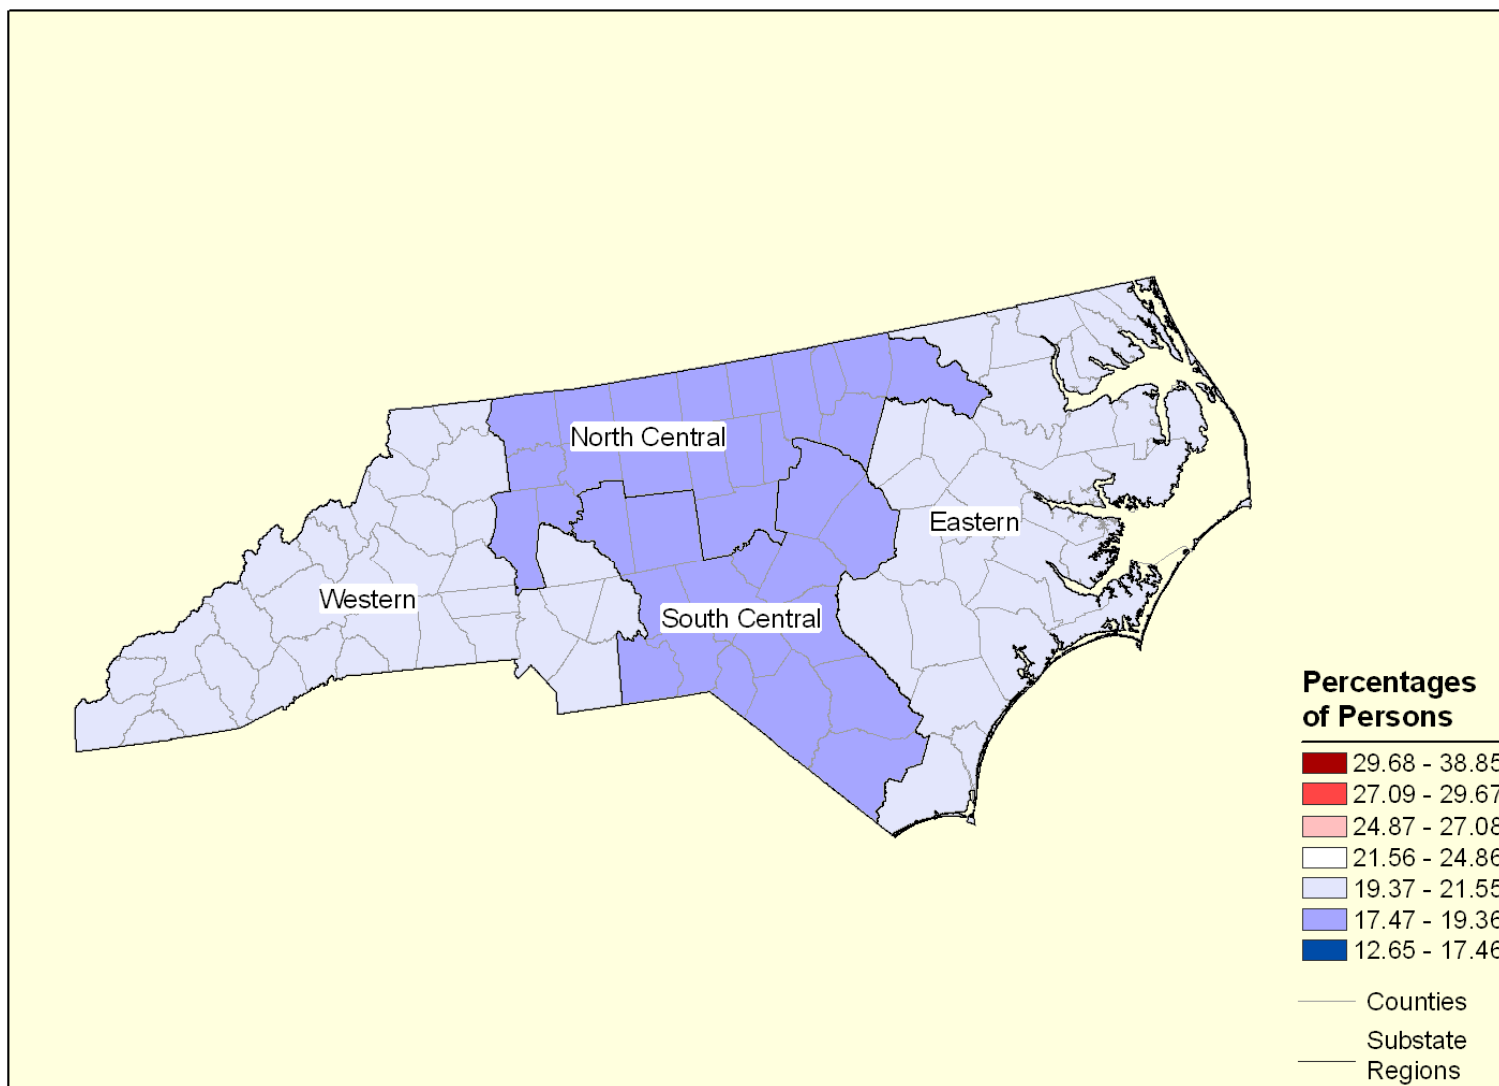 North Central
Eastern
Western
South Central
Percentages
of Persons
29.68 - 38.85
27.09 - 29.67
24.87 - 27.08
21.56 - 24.86
19.37 - 21.55
17.47 - 19.36
12.65 - 17.46
Counties
Substate
Regions